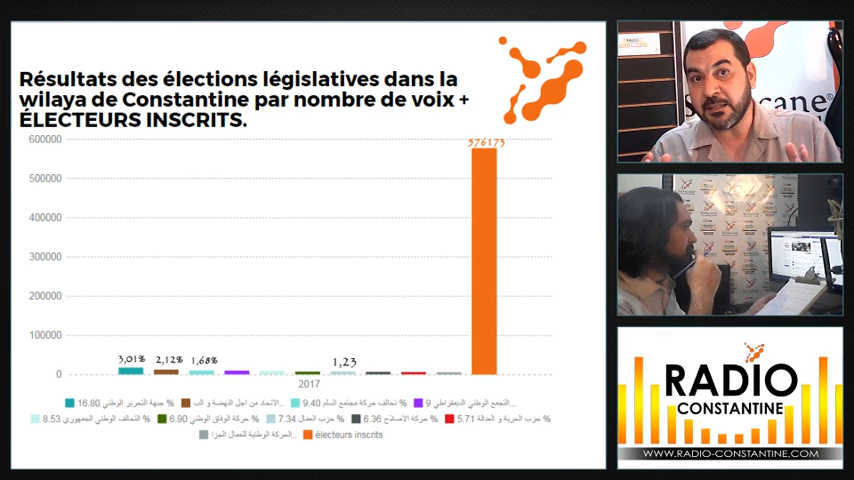 Résultats des élections législatives dans la
wilaya de Constantine par nombre de voix +
ÉLECTEURS INSCRITS.
600000
500000
400000
300000
200000
100000
0
576173
3,01%
2,12%
1,68%
1,23
2017
جبهة التحرير الوطني 16.80 %
الاتحاد من اجل النهضة و الب...
تحالف حركة مجتمع السلم 9.40 %
التجمع الوطني الديمقراطي 9...
التحالف الوطني الجمهوري 8.53 %
حركة الوفاق الوطني 6.90 %
حزب العمال 7.34 %
حركة الاصلاح 6.36 %
حزب الحرية و العدالة 5.71 %
الحركة الوطنية للعمال الجزا...
électeurs inscrits
RADIO
cane
RADIO
CONSTANTINE
WWW.RADIO-CONSTANTINE.COM